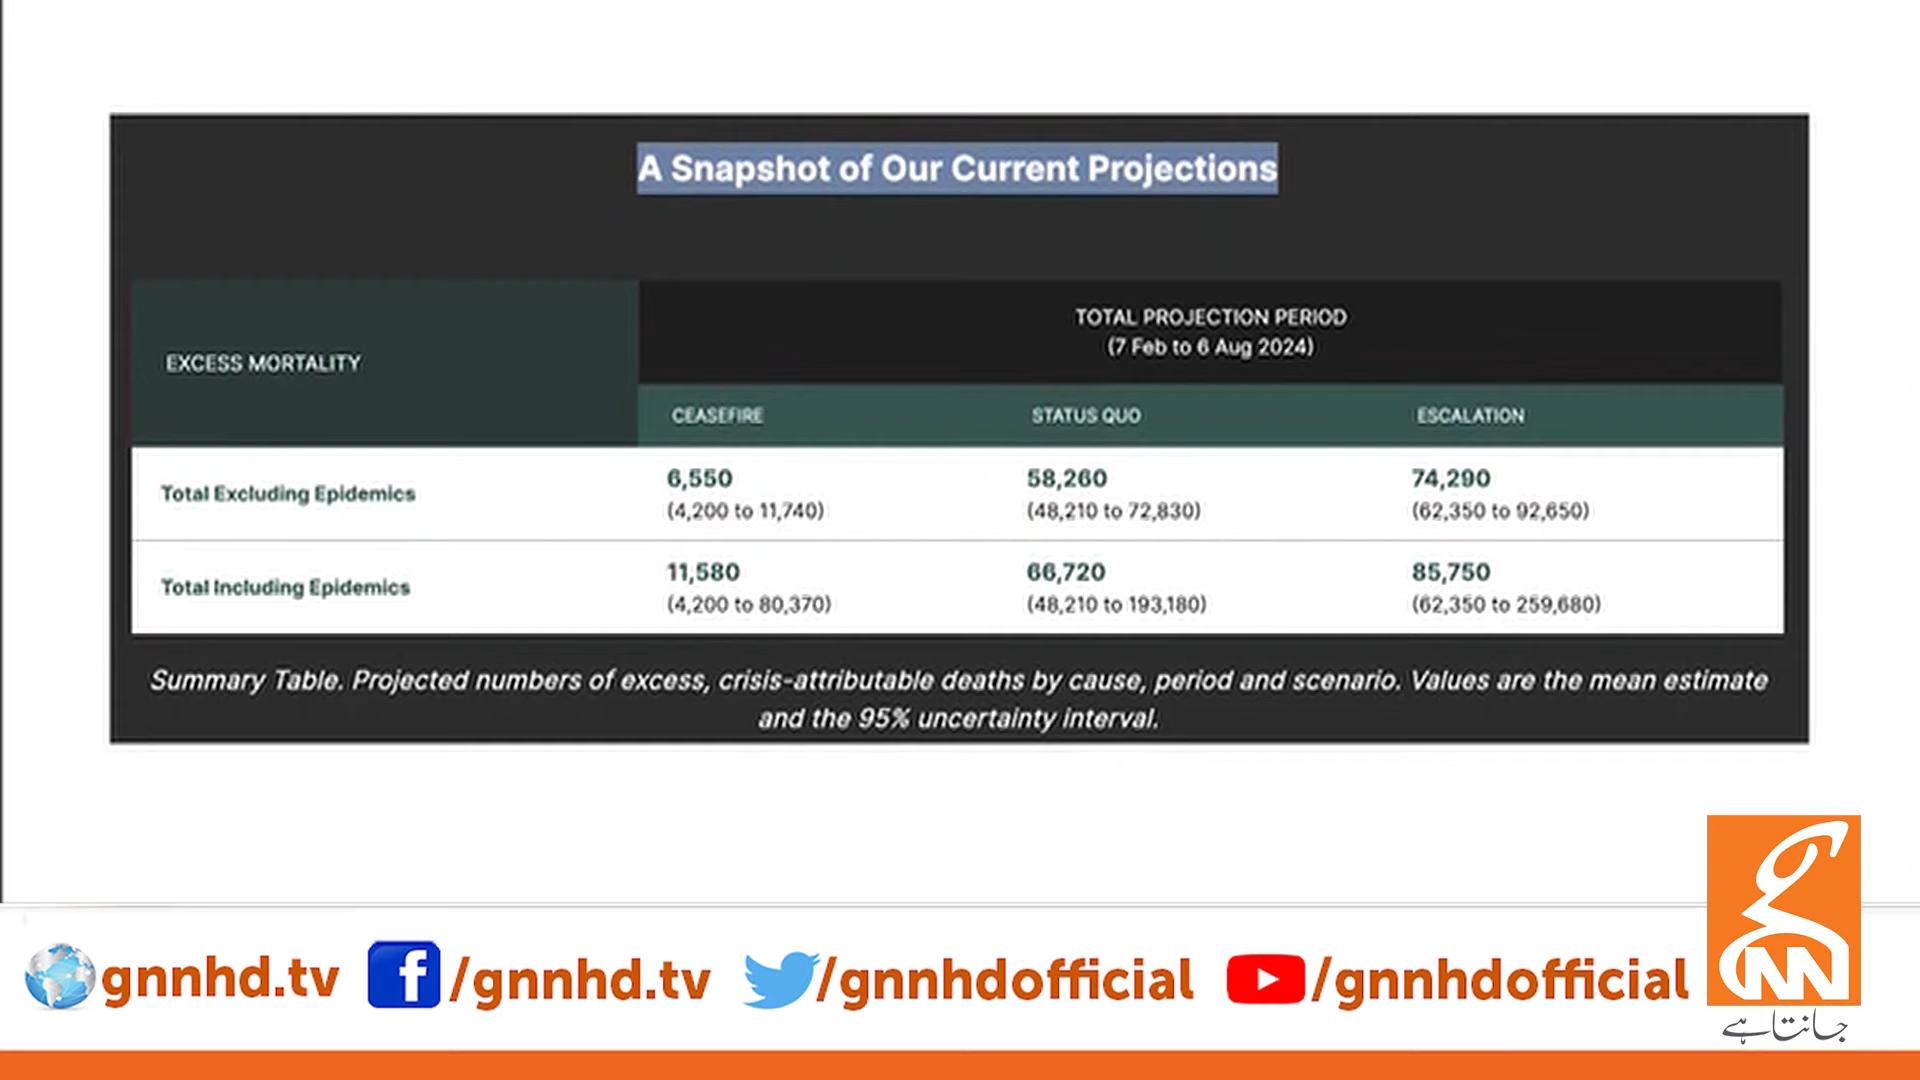 A Snapshot of Our Current Projections
EXCESS MORTALITY
TOTAL PROJECTION PERIOD
(7 Feb to 6 Aug 2024)
CEASEFIRE STATUS QUO ESCALATION
Total Excluding Epidemics
6,550 58,260 74,290
(4,200 to 11,740) (48,210 to 72,830) (62,350 to 92,650)
Total Including Epidemics
11,580 66,720 85,750
(4,200 to 80,370) (48,210 to 193,180) (62,350 to 259,680)
Summary Table. Projected numbers of excess, crisis-attributable deaths by cause, period and scenario. Values are the mean estimate
and the 95% uncertainty interval.
gnnhd.tv /gnnhd.tv /gnnhdofficial /gnnhdofficial
GNN
جانتا ہے